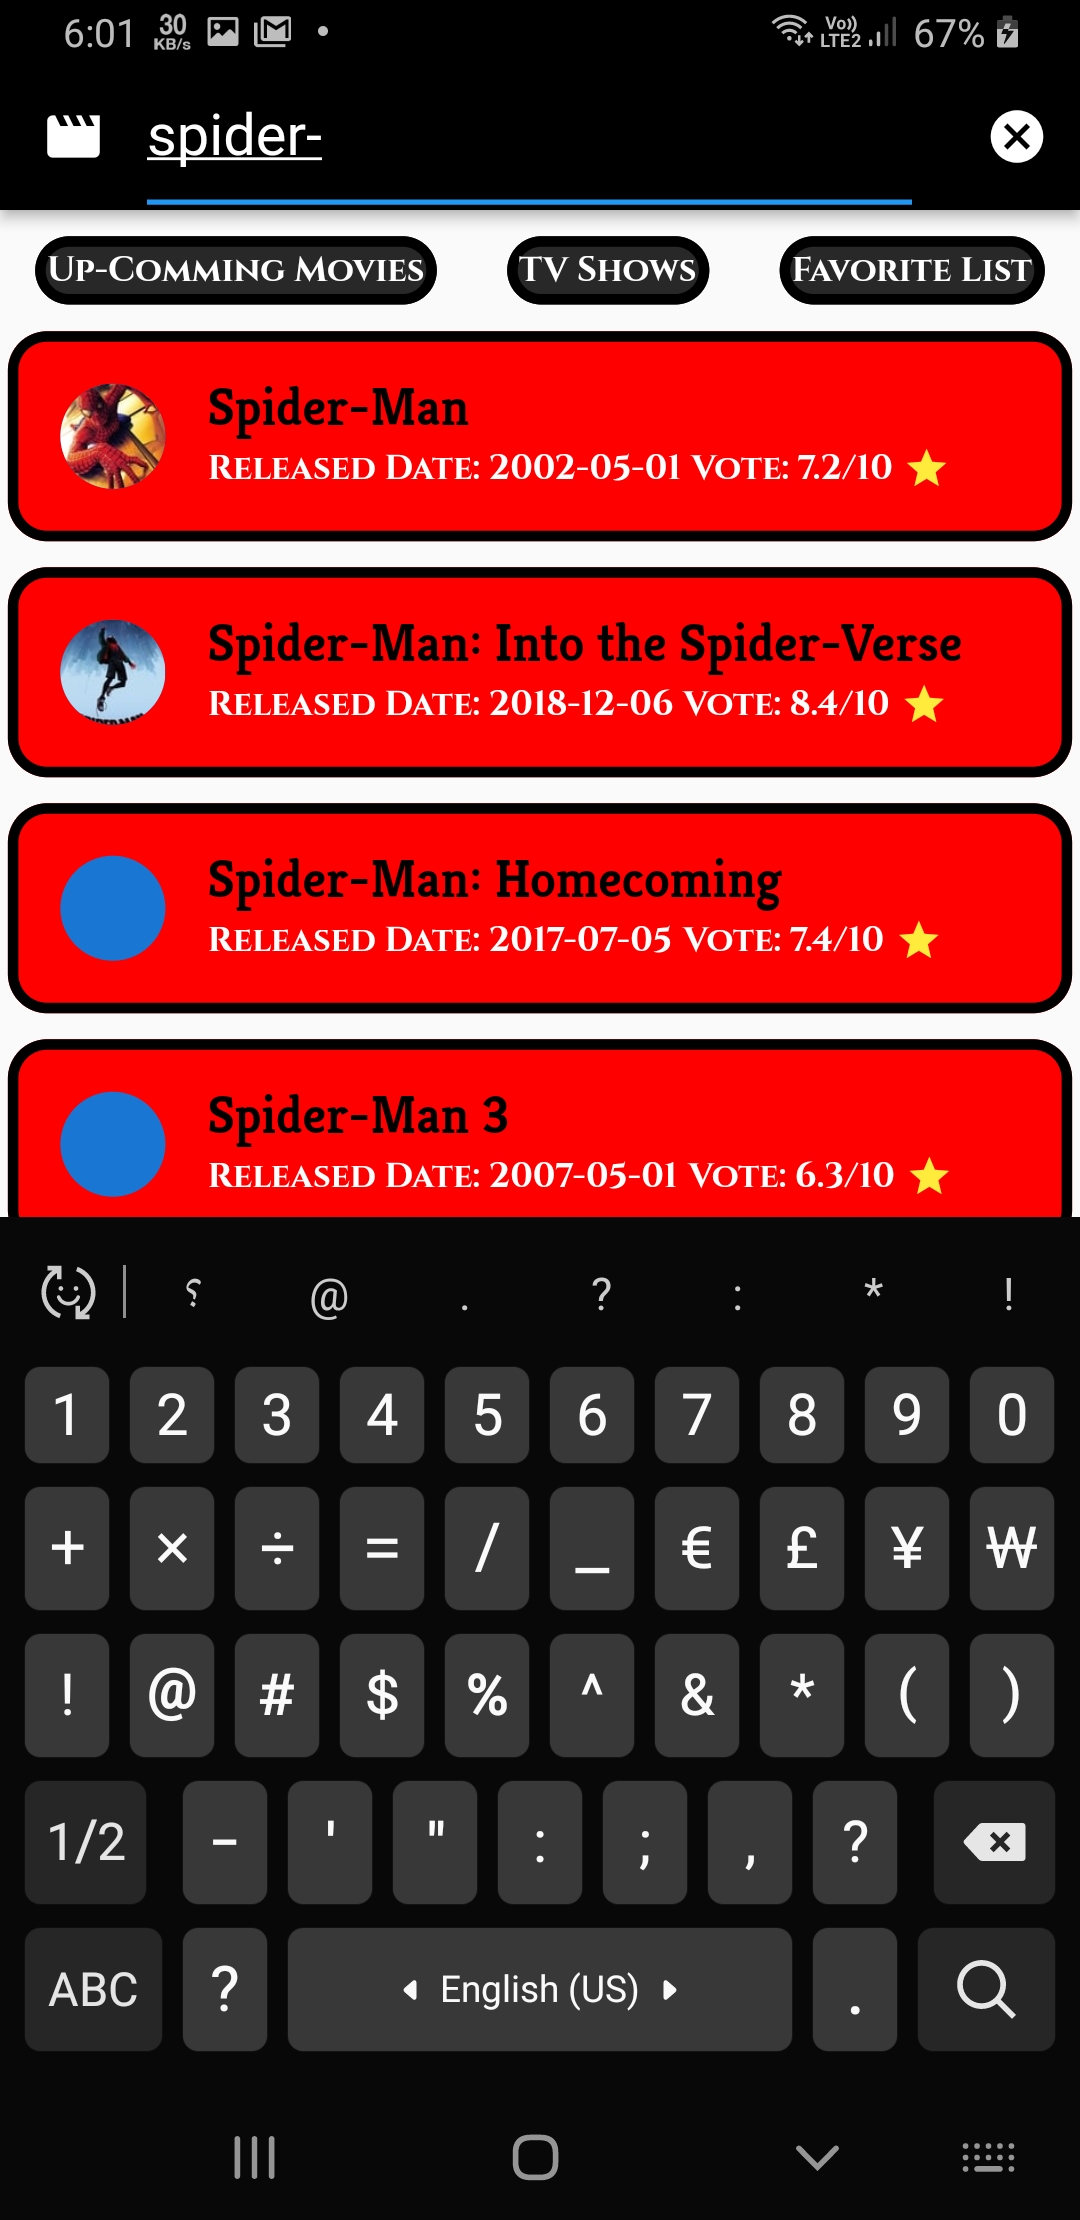 6:01 30 KB/s Vo)) LTE2 67%
spider-
Up-Comming Movies TV Shows Favorite List
Spider-Man
Released Date: 2002-05-01 Vote: 7.2/10
Spider-Man: Into the Spider-Verse
Released Date: 2018-12-06 Vote: 8.4/10
Spider-Man: Homecoming
Released Date: 2017-07-05 Vote: 7.4/10
Spider-Man 3
Released Date: 2007-05-01 Vote: 6.3/10
؟ @ . ? : * !
1 2 3 4 5 6 7 8 9 0
+ × ÷ = / _ € £ ¥ ₩
! @ # $ % ^ & * ( )
1/2 - ' " : ; , ?
ABC ? English (US) .